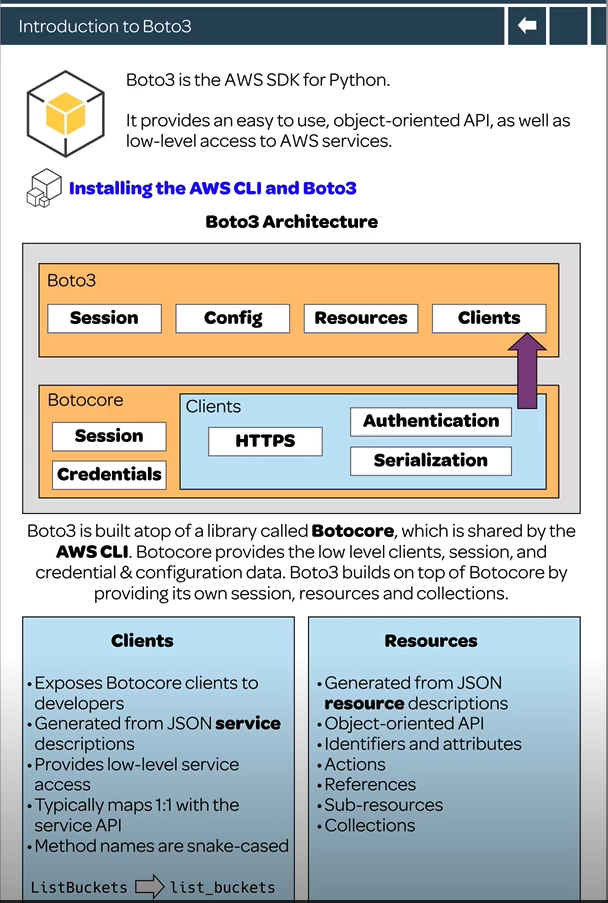 Introduction to Boto3
Boto3 is the AWS SDK for Python.
It provides an easy to use, object-oriented API, as well as
low-level access to AWS services.
Installing the AWS CLI and Boto3
Boto3 Architecture
Boto3
Session
Config
Resources
Clients
Botocore
Session
Credentials
Clients
HTTPS
Authentication
Serialization
Boto3 is built atop of a library called Botocore, which is shared by the
AWS CLI. Botocore provides the low level clients, session, and
credential & configuration data. Boto3 builds on top of Botocore by
providing its own session, resources and collections.
Clients
•Exposes Botocore clients to
developers
•Generated from JSON service
descriptions
•Provides low-level service
access
•Typically maps 1:1 with the
service API
•Method names are snake-cased
ListBuckets list_buckets
Resources
•Generated from JSON
resource descriptions
•Object-oriented API
•Identifiers and attributes
•Actions
•References
•Sub-resources
•Collections